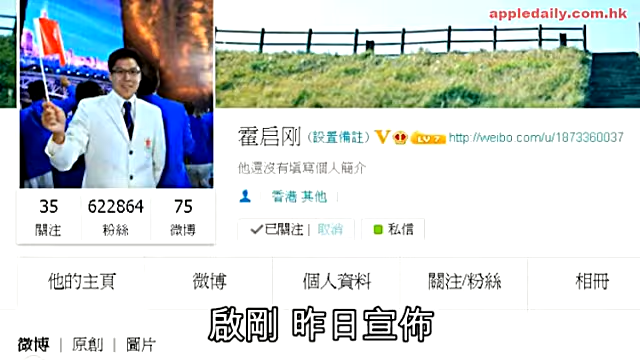 appledaily.com.hk
霍启刚 (設置備註) V LV 7 http://weibo.com/u/1873360037
他還沒有填寫個人簡介
香港 其他
35 622864 75
關注 粉絲 微博
已關注 | 取消 私信
他的主頁 微博 個人資料 關注/粉絲 相冊
啟剛 昨日宣佈
微博 | 原創 | 圖片